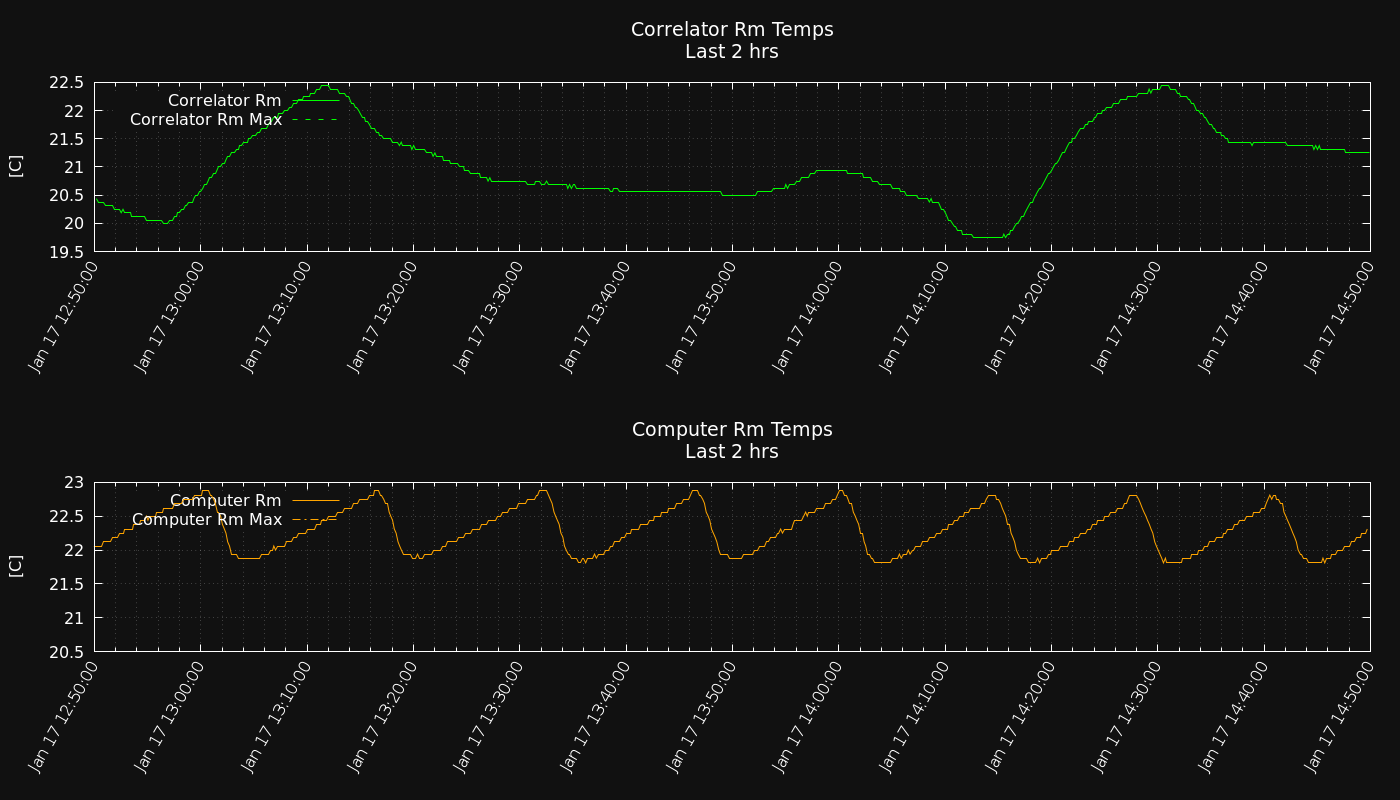 Correlator Rm Temps
Last 2 hrs
22.5
22
21.5
21
20.5
20
19.5
[C]
Correlator Rm
Correlator Rm Max
Jan 17 12:50:00
Jan 17 13:00:00
Jan 17 13:10:00
Jan 17 13:20:00
Jan 17 13:30:00
Jan 17 13:40:00
Jan 17 13:50:00
Jan 17 14:00:00
Jan 17 14:10:00
Jan 17 14:20:00
Jan 17 14:30:00
Jan 17 14:40:00
Jan 17 14:50:00
Computer Rm Temps
Last 2 hrs
23
22.5
22
21.5
21
20.5
[C]
Computer Rm
Computer Rm Max
Jan 17 12:50:00
Jan 17 13:00:00
Jan 17 13:10:00
Jan 17 13:20:00
Jan 17 13:30:00
Jan 17 13:40:00
Jan 17 13:50:00
Jan 17 14:00:00
Jan 17 14:10:00
Jan 17 14:20:00
Jan 17 14:30:00
Jan 17 14:40:00
Jan 17 14:50:00